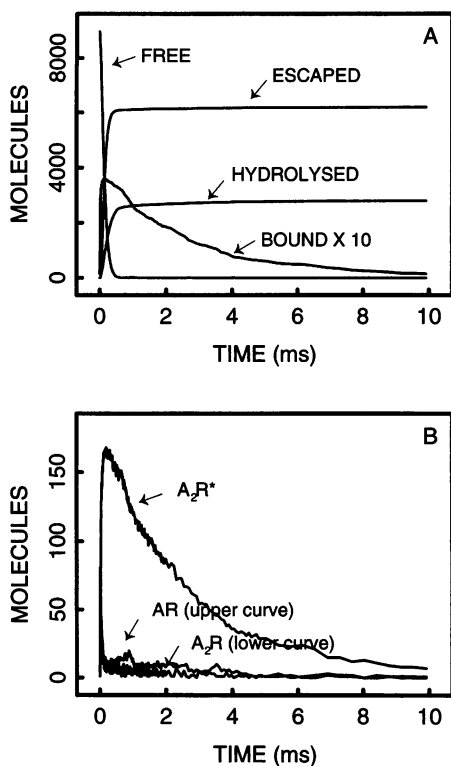 A
8000
4000
0
MOLECULES
FREE
ESCAPED
HYDROLYSED
BOUND X 10
0 2 4 6 8 10
TIME (ms)
B
150
100
50
0
MOLECULES
A₂R*
AR (upper curve)
A₂R (lower curve)
0 2 4 6 8 10
TIME (ms)